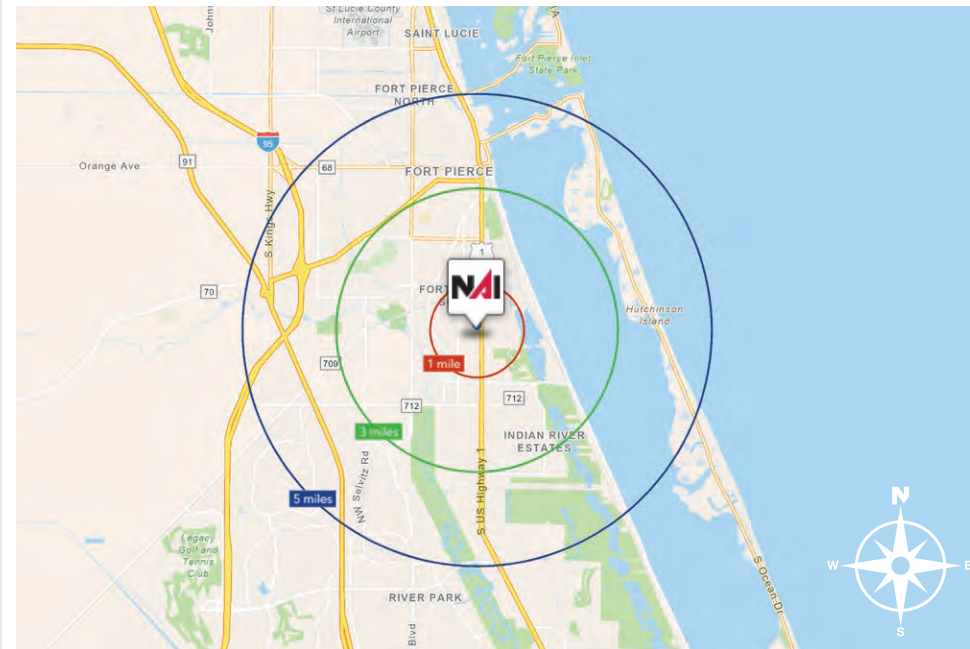 St Lucie County
International
Airport
SAINT LUCIE
Fort Pierce Inlet
State Park
FORT PIERCE
NORTH
95
Orange Ave
91
68
FORT PIERCE
S Kings Hwy
1
NAI
70
Hutchinson
Island
1 mile
709
712
712
3 miles
INDIAN RIVER
ESTATES
NW Selvitz Rd
S US Highway 1
5 miles
N
Legacy
Golf and
Tennis
Club
W
E
S Ocean Dr
RIVER PARK
Blvd
S